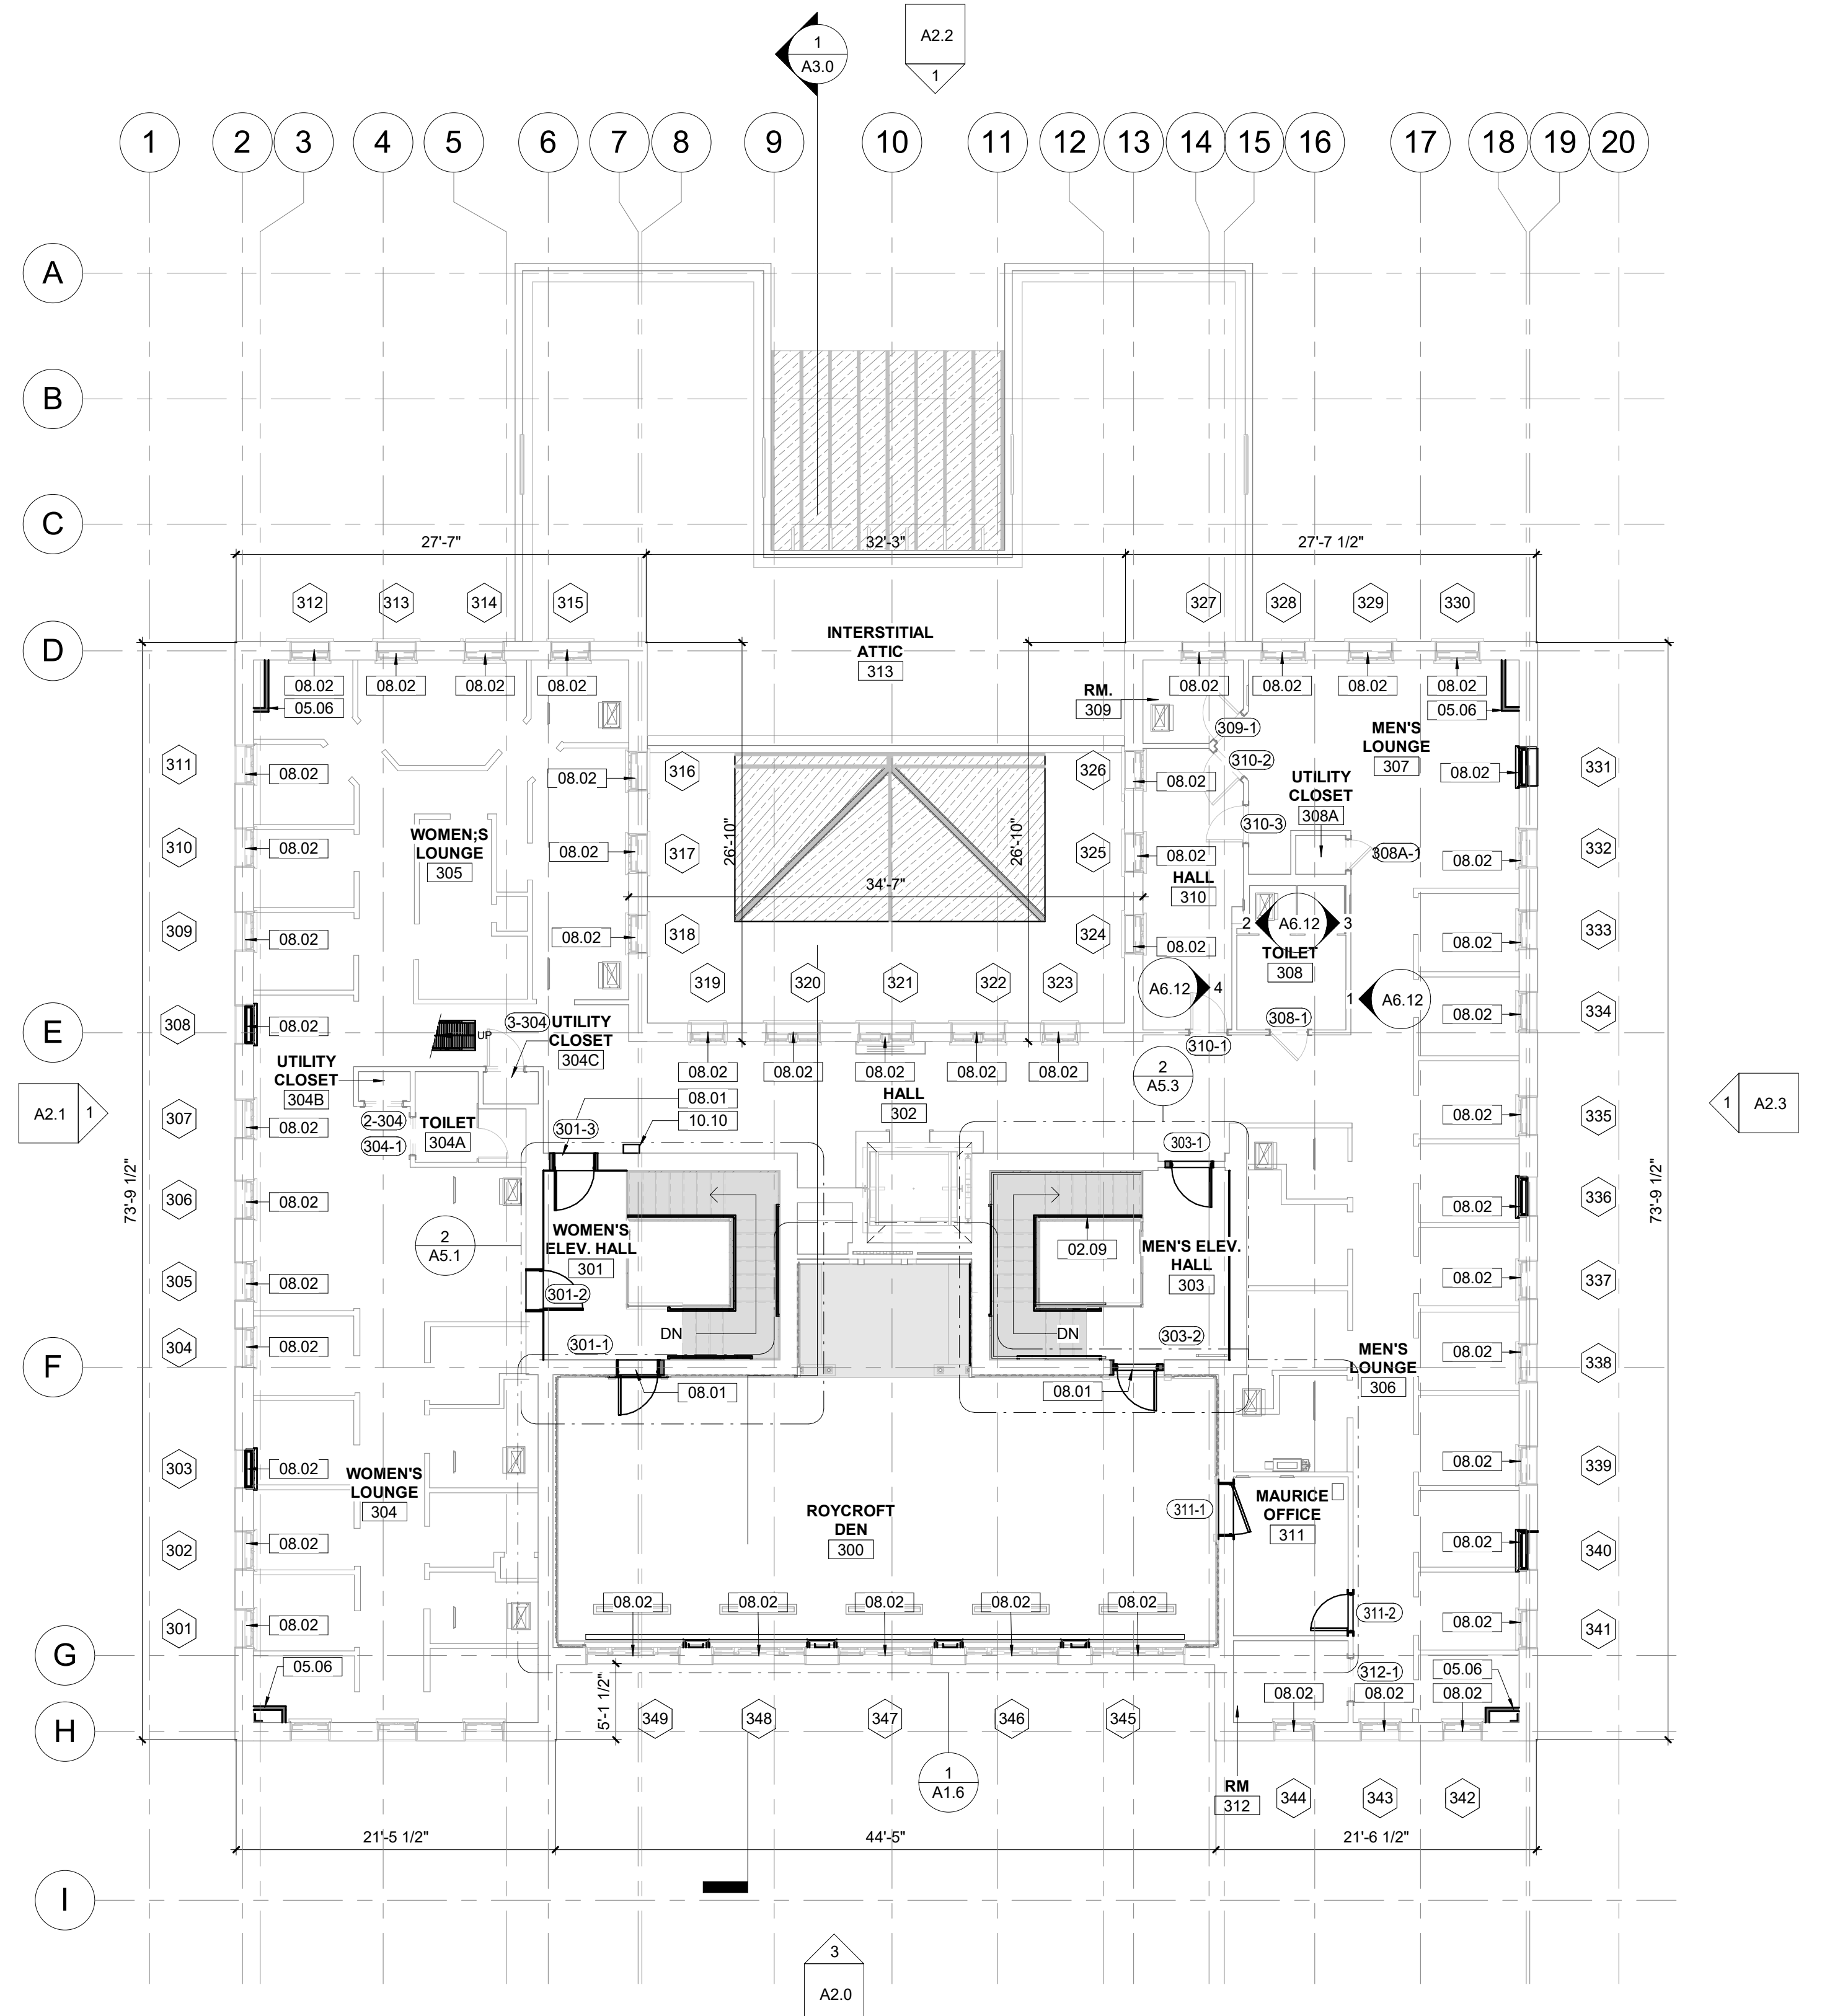 1
A3.0
A2.2
1
1 2 3 4 5 6 7 8 9 10 11 12 13 14 15 16 17 18 19 20
A
B
C
27'-7"
32'-3"
27'-7 1/2"
312 313 314 315
327 328 329 330
D
INTERSTITIAL
ATTIC
313
08.02 08.02 08.02 08.02
05.06
RM.
309
08.02 08.02 08.02 08.02
05.06
309-1
MEN'S
LOUNGE
307
311
08.02
08.02
316
326
08.02
310-2
UTILITY
CLOSET
308A
08.02
331
310-3
308A-1
310
08.02
WOMEN;S
LOUNGE
305
08.02
317
26'-10"
26'-10"
325
08.02
HALL
310
08.02
332
34'-7"
309
08.02
08.02
318
324
08.02
2
A6.12
3
TOILET
308
08.02
333
319 320 321 322 323
A6.12
4
1
A6.12
308
08.02
E
UP
3-304
UTILITY
CLOSET
304C
308-1
310-1
08.02
334
UTILITY
CLOSET
304B
08.02 08.02 08.02 08.02 08.02
2
A5.3
HALL
302
08.01
10.10
A2.1
1
1
A2.3
307
08.02
2-304
304-1
TOILET
304A
301-3
303-1
08.02
335
73'-9 1/2"
73'-9 1/2"
306
08.02
08.02
336
2
A5.1
WOMEN'S
ELEV. HALL
301
02.09
MEN'S ELEV.
HALL
303
305
08.02
301-2
08.02
337
DN
DN
301-1
303-2
304
08.02
08.02
338
F
08.01
08.01
MEN'S
LOUNGE
306
303
08.02
WOMEN'S
LOUNGE
304
08.02
339
ROYCROFT
DEN
300
311-1
MAURICE
OFFICE
311
302
08.02
08.02
340
08.02 08.02 08.02 08.02 08.02
311-2
301
08.02
08.02
341
G
05.06
312-1
05.06
08.02 08.02 08.02
5'-1 1/2"
H
349 348 347 346 345
1
A1.6
RM
312
344 343 342
21'-5 1/2"
44'-5"
21'-6 1/2"
I
3
A2.0